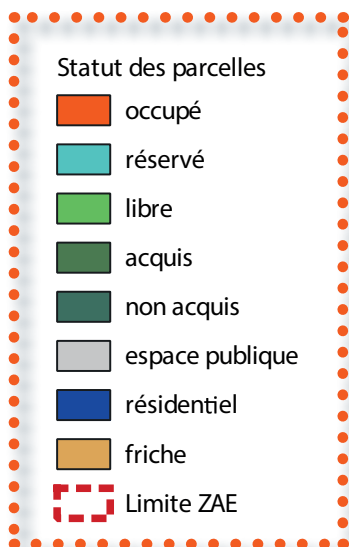 Statut des parcelles
occupé
réservé
libre
acquis
non acquis
espace publique
résidentiel
friche
Limite ZAE